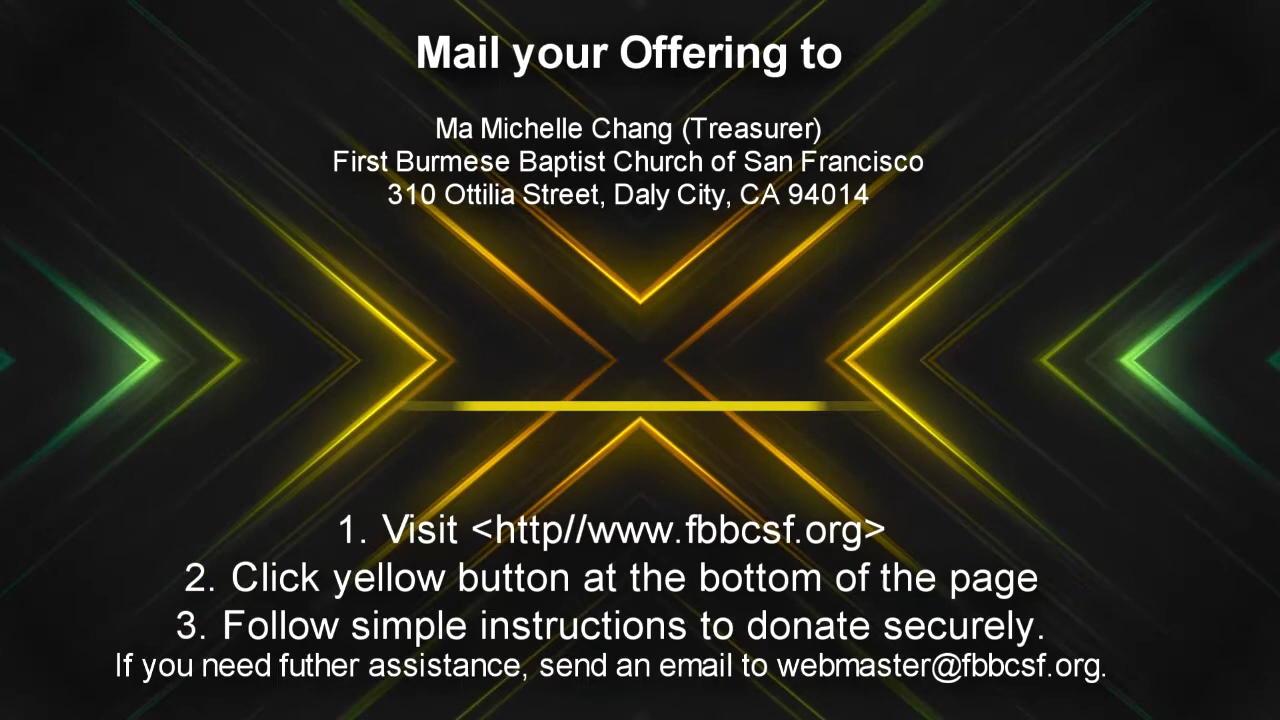 Mail your Offering to
Ma Michelle Chang (Treasurer)
First Burmese Baptist Church of San Francisco
310 Ottilia Street, Daly City, CA 94014
1. Visit <http//www.fbbcsf.org>
2. Click yellow button at the bottom of the page
3. Follow simple instructions to donate securely.
If you need futher assistance, send an email to webmaster@fbbcsf.org.